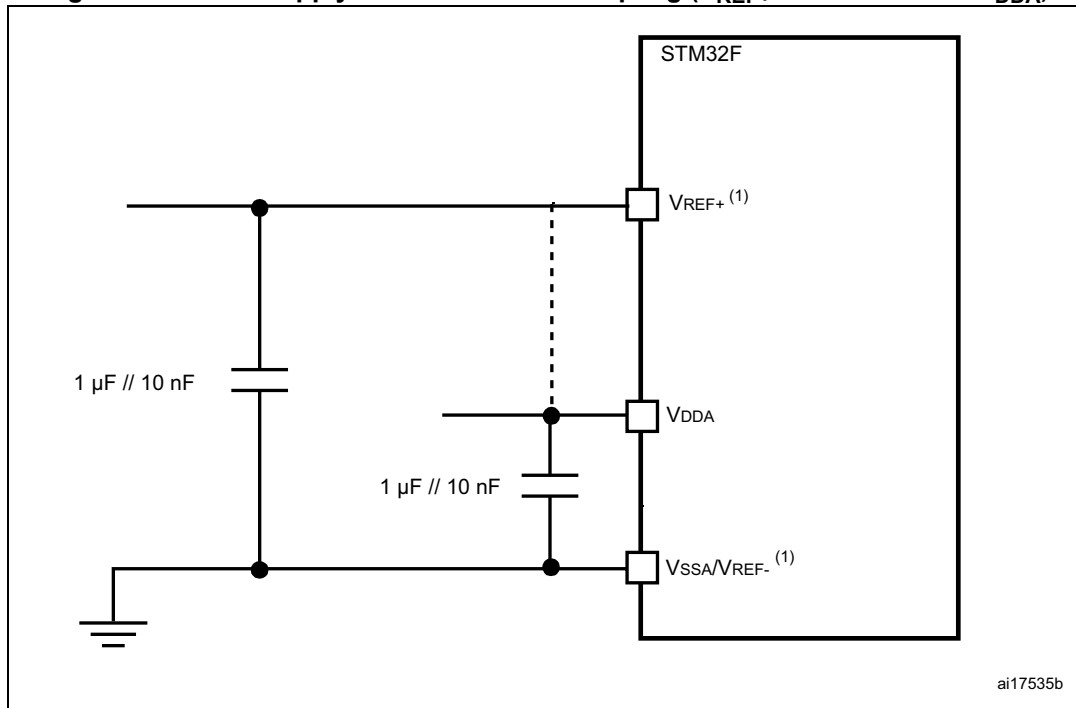 STM32F
VREF+ (1)
1 µF // 10 nF
VDDA
1 µF // 10 nF
VSSA/VREF- (1)
ai17535b